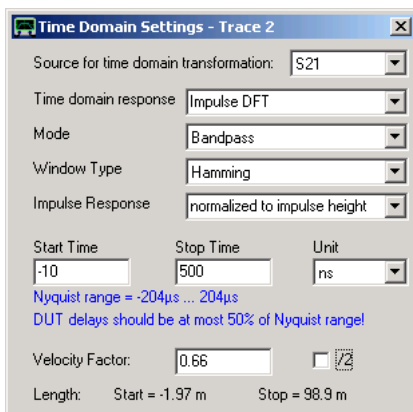 Time Domain Settings - Trace 2
Source for time domain transformation: S21
Time domain response Impulse DFT
Mode Bandpass
Window Type Hamming
Impulse Response normalized to impulse height
Start Time Stop Time Unit
-10 500 ns
Nyquist range = -204µs ... 204µs
DUT delays should be at most 50% of Nyquist range!
Velocity Factor: 0.66 /2
Length: Start = -1.97 m Stop = 98.9 m